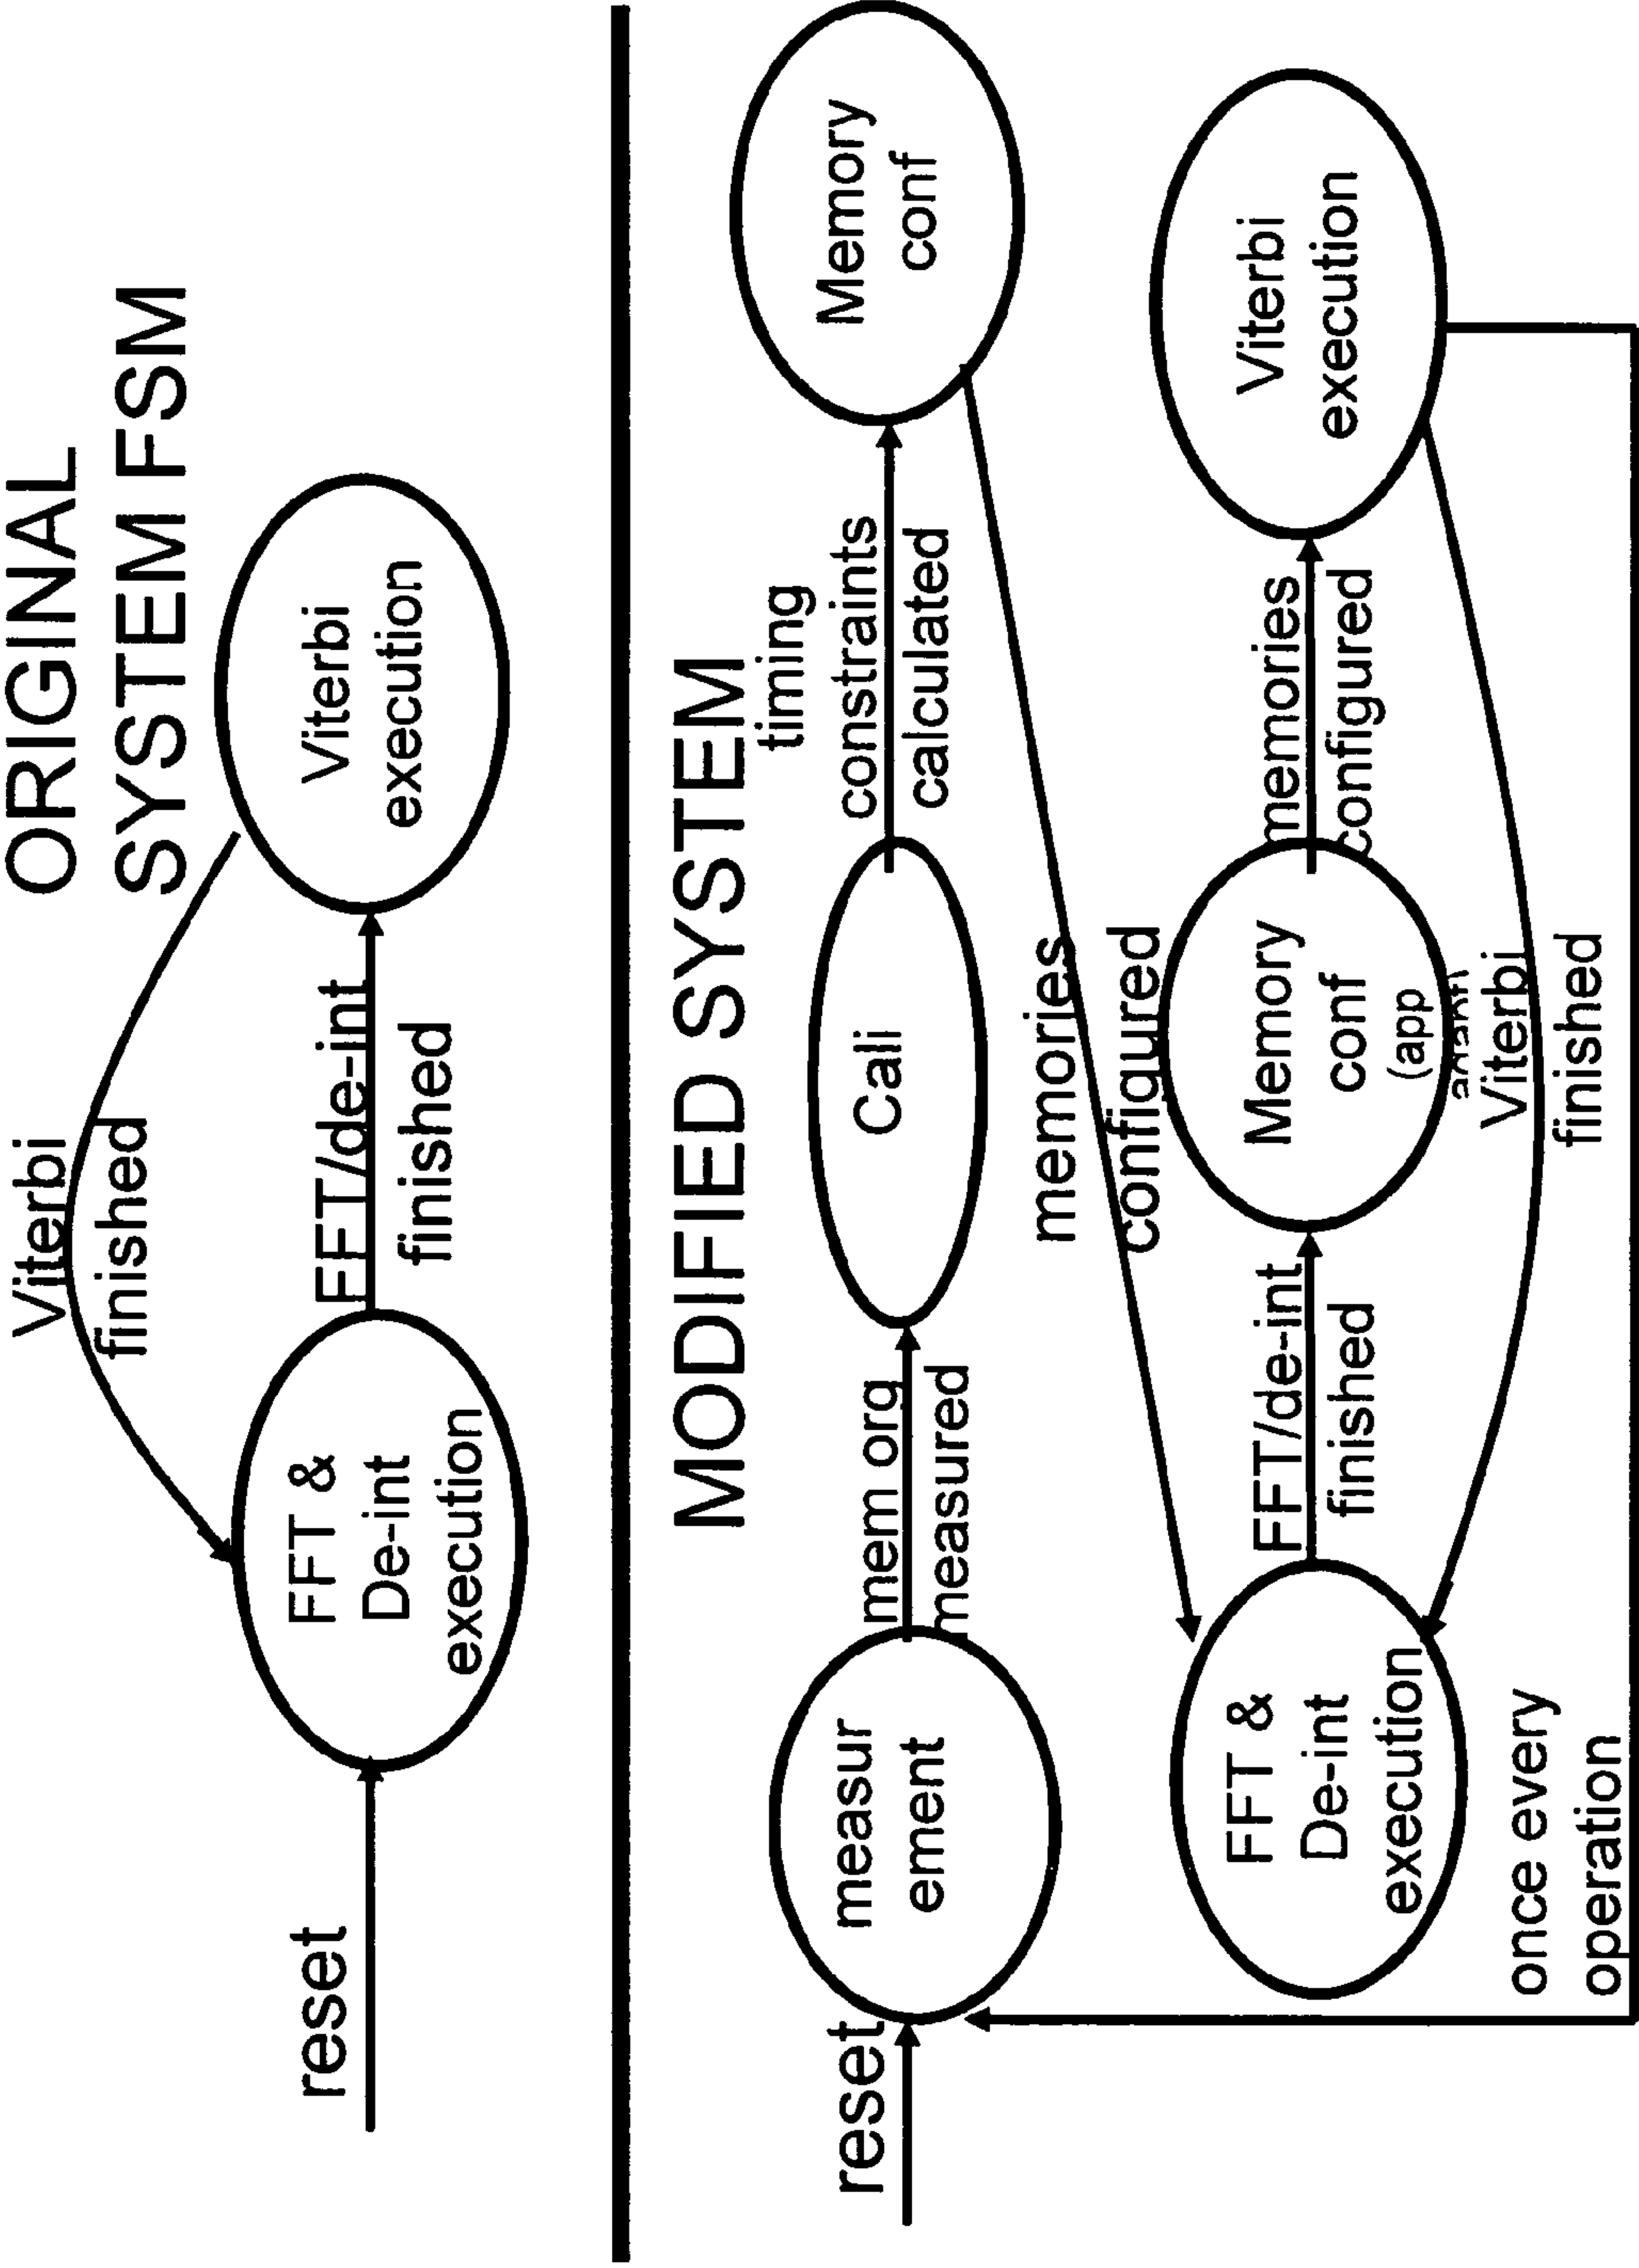 ORIGINAL
SYSTEM FSM
Viterbi
finished
reset
FFT &
De-int
execution
FFT/de-int
finished
Viterbi
execution
MODIFIED SYSTEM
reset
measur
ement
mem org
measured
Cali
timing
constraints
calculated
Memory
conf
memories
configured
FFT &
De-int
execution
FFT/de-int
finished
Memory
conf
(app
memories
configured
Viterbi
execution
Viterbi
finished
once every
operation